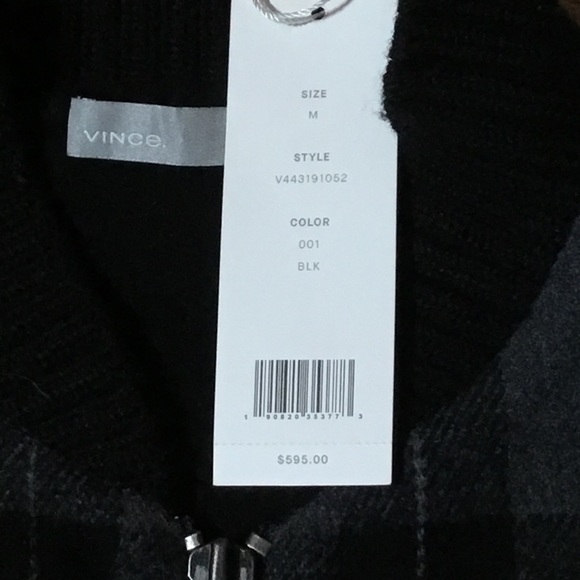 VINCE.
SIZE
M
STYLE
V443191052
COLOR
001
BLK
1 90820 55377 3
$595.00